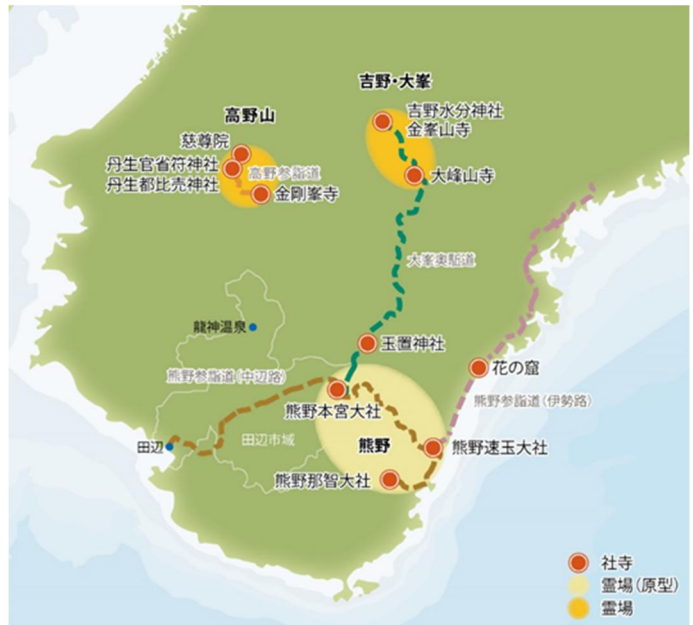 吉野・大峯
高野山
吉野水分神社
金峯山寺
慈尊院
丹生官省符神社
高野参詣道
丹生都比売神社
金剛峯寺
大峰山寺
大峯奥駈道
龍神温泉
玉置神社
花の窟
熊野参詣道（中辺路）
熊野参詣道（伊勢路）
熊野本宮大社
田辺
田辺市域
熊野
熊野速玉大社
熊野那智大社
社寺
霊場（原型）
霊場